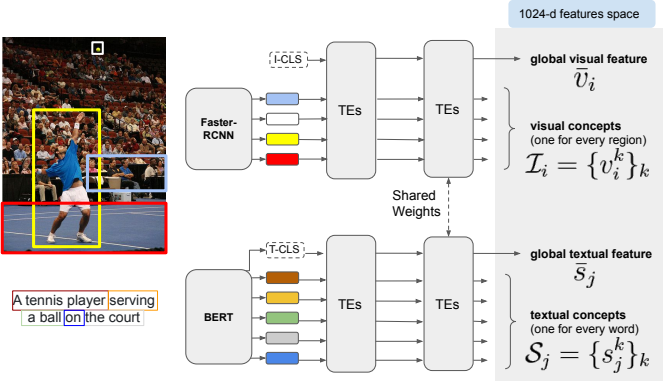 1024-d features space
I-CLS
Faster-
RCNN
TEs
TEs
global visual feature
v̄ᵢ
visual concepts
(one for every region)
𝓘ᵢ = {vᵢᵏ}ₖ
Shared
Weights
T-CLS
BERT
TEs
TEs
global textual feature
s̄ⱼ
textual concepts
(one for every word)
𝓢ⱼ = {sⱼᵏ}ₖ
A tennis player serving
a ball on the court